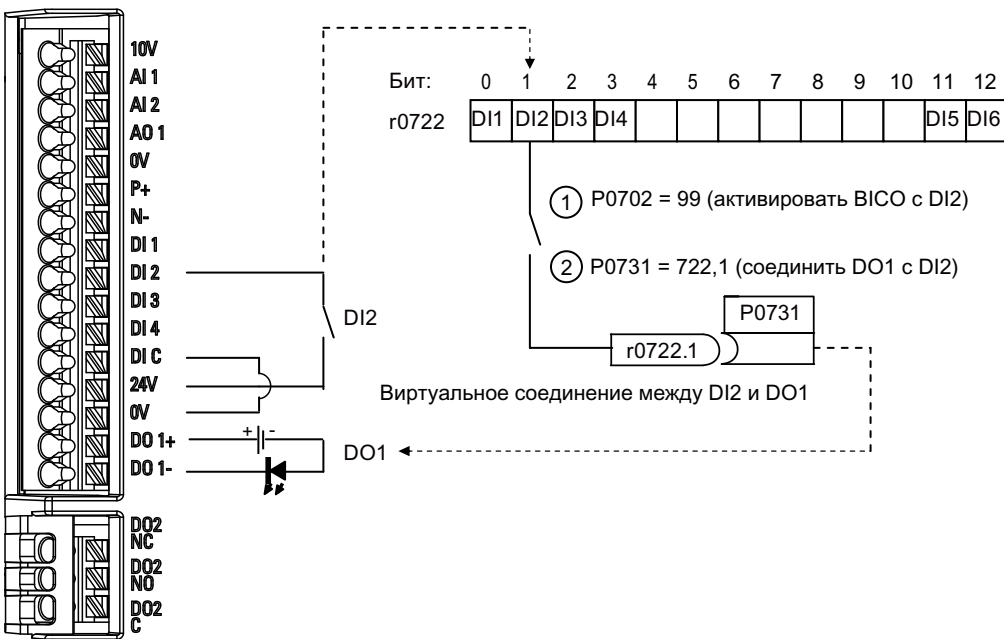 10V
AI 1
AI 2
AO 1
0V
P+
N-
DI 1
DI 2
DI 3
DI 4
DI C
24V
0V
DO 1+
DO 1-
DO2
NC
DO2
NO
DO2
C
DI2
+ -
DO1
Бит: 0 1 2 3 4 5 6 7 8 9 10 11 12
r0722 DI1 DI2 DI3 DI4 DI5 DI6
1 P0702 = 99 (активировать BICO с DI2)
2 P0731 = 722,1 (соединить DO1 с DI2)
P0731
r0722.1
Виртуальное соединение между DI2 и DO1